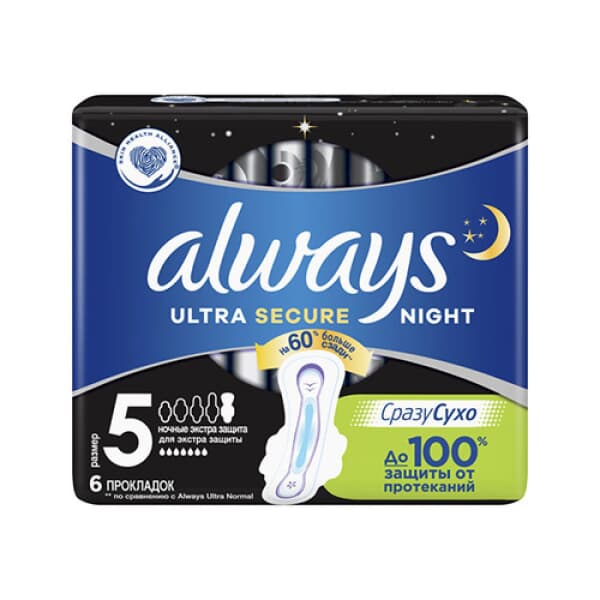 SKIN HEALTH ALLIANCE
always
ULTRA SECURE NIGHT
на 60% больше
сзади**
размер
5
ночные экстра защита
для экстра защиты
6 ПРОКЛАДОК
** по сравнению с Always Ultra Normal
СразуСухо
До 100%
защиты от
протеканий